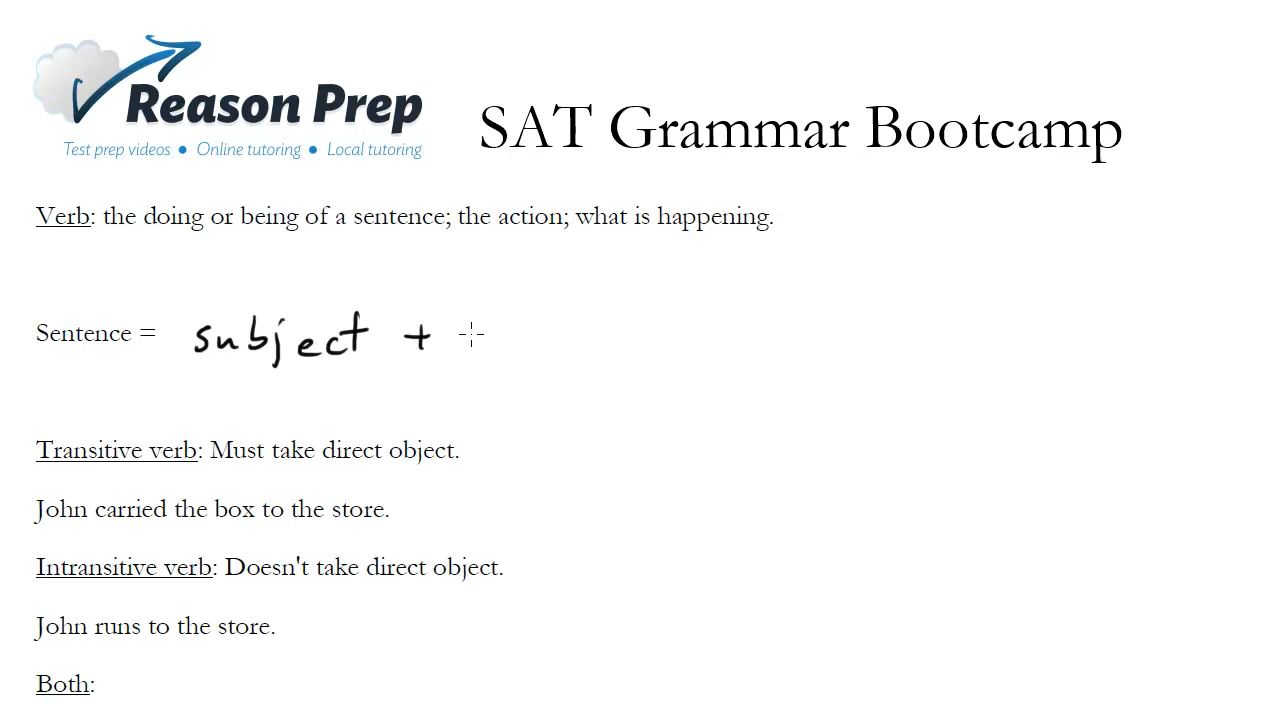 Reason Prep
Test prep videos ● Online tutoring ● Local tutoring
SAT Grammar Bootcamp
Verb: the doing or being of a sentence; the action; what is happening.
Sentence = subject +
Transitive verb: Must take direct object.
John carried the box to the store.
Intransitive verb: Doesn't take direct object.
John runs to the store.
Both: